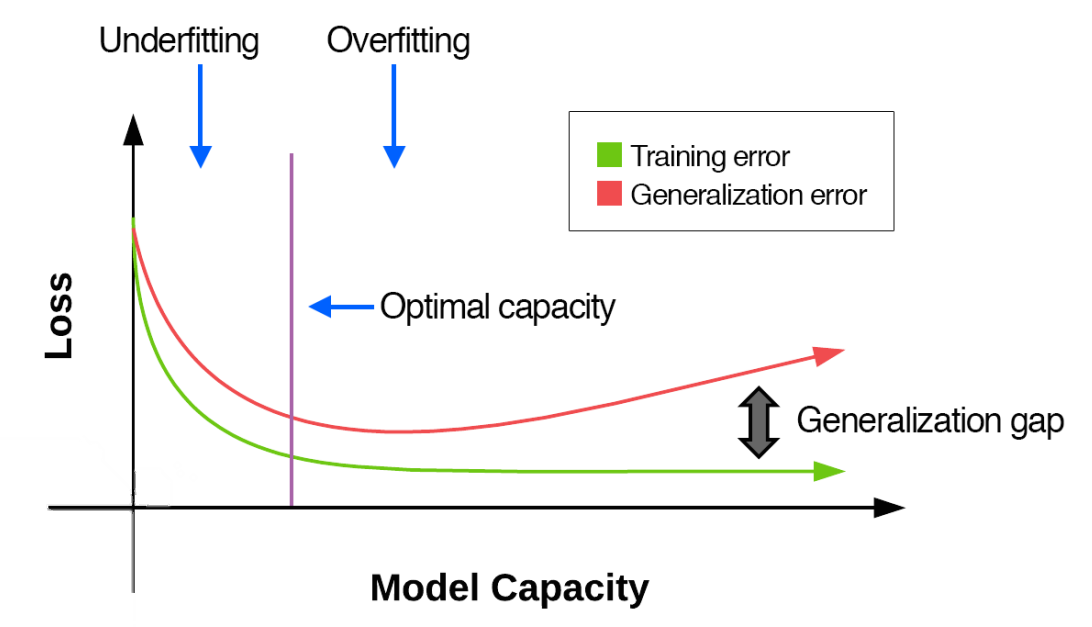 Underfitting
Overfitting
Training error
Generalization error
Loss
Optimal capacity
Generalization gap
Model Capacity